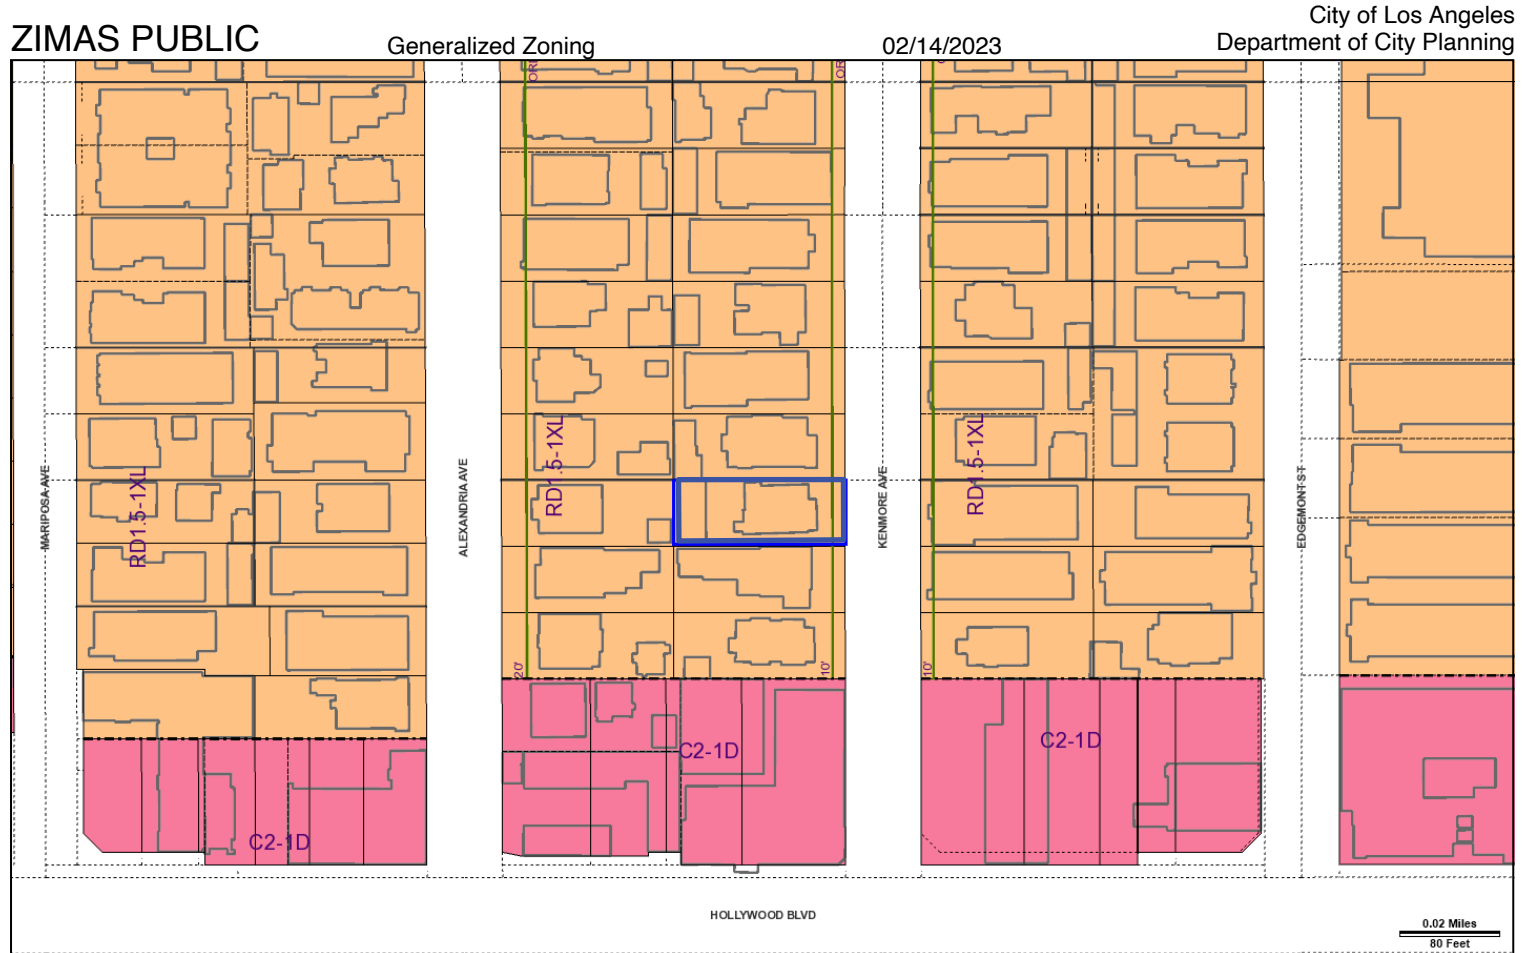 City of Los Angeles
ZIMAS PUBLIC
Generalized Zoning
02/14/2023
Department of City Planning
MARIPOSA AVE
RD1.5-1XL
ALEXANDRIA AVE
RD1.5-1XL
KENMORE AVE
RD1.5-1XL
EDGEMONT ST
20'
10'
10'
C2-1D
C2-1D
C2-1D
HOLLYWOOD BLVD
0.02 Miles
80 Feet